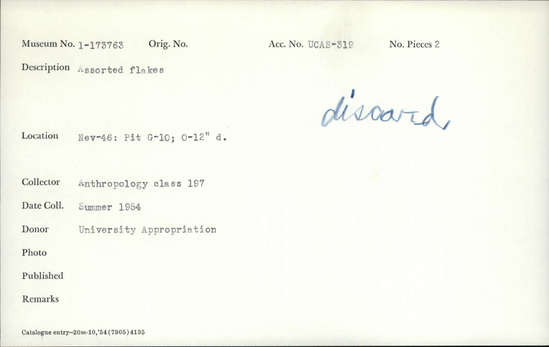 Museum No. 1-173763 Orig. No. Acc. No. UCAS-319 No. Pieces 2
Description Assorted flakes
discard
Location Nev-46: Pit G-10; 0-12" d.
Collector Anthropology class 197
Date Coll. Summer 1954
Donor University Appropriation
Photo
Published
Remarks
Catalogue entry—20m-10,'54(7905)4135